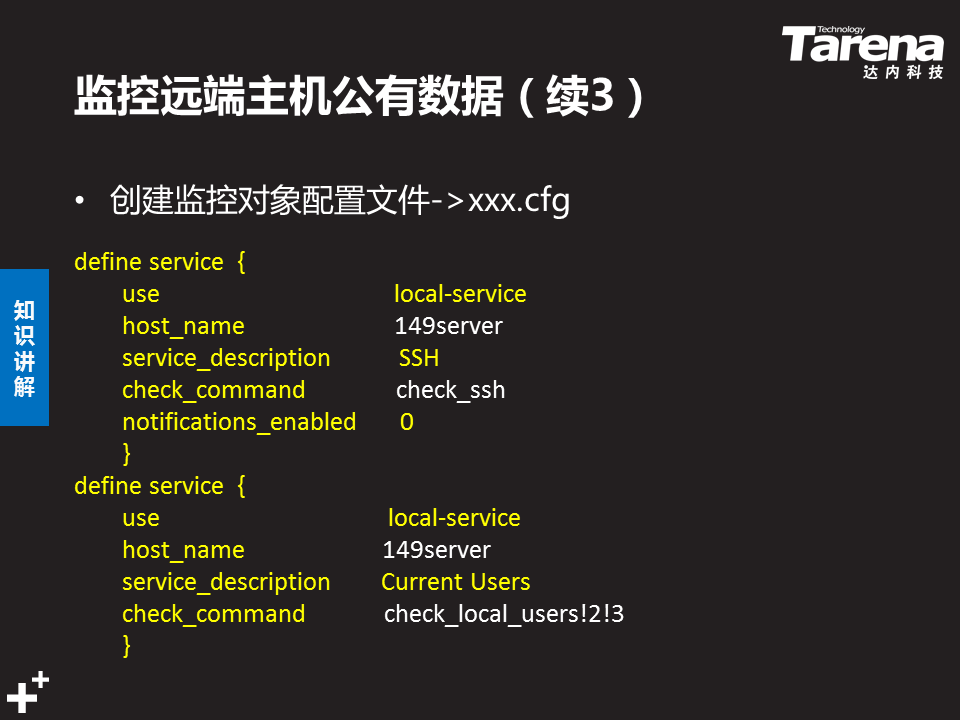 Technology
Tarena
达内科技
监控远端主机公有数据（续3）
• 创建监控对象配置文件->xxx.cfg
知识讲解
define service {
use local-service
host_name 149server
service_description SSH
check_command check_ssh
notifications_enabled 0
}
define service {
use local-service
host_name 149server
service_description Current Users
check_command check_local_users!2!3
}